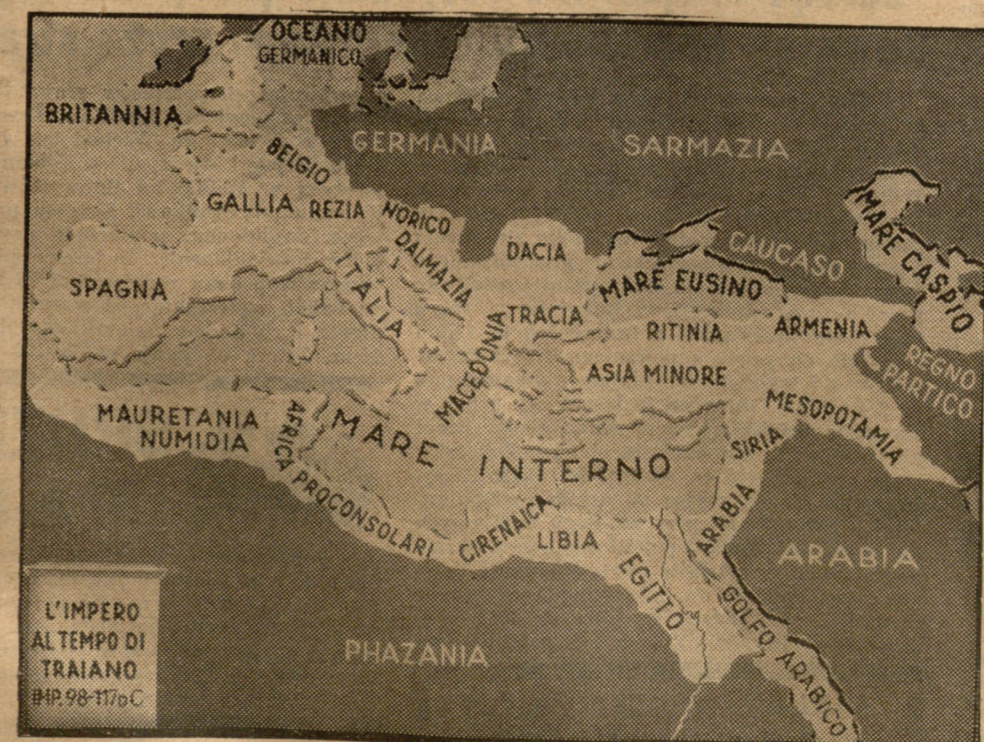 OCEANO
GERMANICO
BRITANNIA
GERMANIA
SARMAZIA
BELGIO
GALLIA
REZIA
NORICO
DALMAZIA
DACIA
CAUCASO
MARE CASPIO
SPAGNA
ITALIA
MARE EUSINO
TRACIA
RITINIA
ARMENIA
MACEDONIA
ASIA MINORE
REGNO
PARTICO
MAURETANIA
NUMIDIA
AFRICA PROCONSOLARI
MARE INTERNO
SIRIA
MESOPOTAMIA
CIRENAICA
LIBIA
EGITTO
ARABIA
GOLFO ARABICO
ARABIA
PHAZANIA
L'IMPERO
AL TEMPO DI
TRAIANO
IMP. 98-117 p C